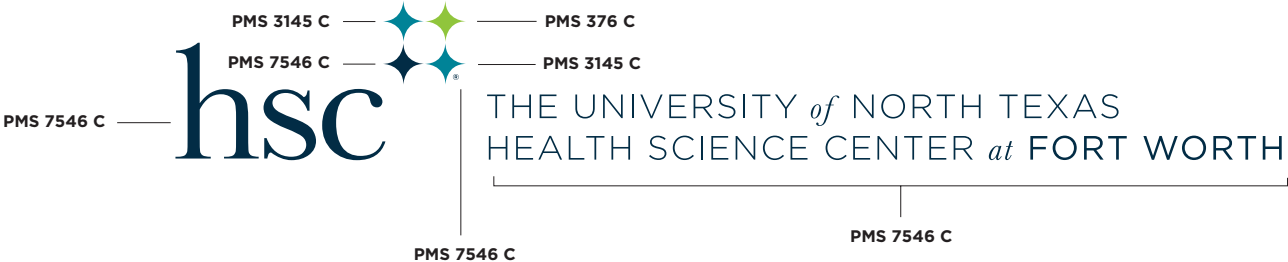 PMS 3145 C
PMS 376 C
PMS 7546 C
PMS 3145 C
PMS 7546 C
hsc
®
THE UNIVERSITY of NORTH TEXAS
HEALTH SCIENCE CENTER at FORT WORTH
PMS 7546 C
PMS 7546 C